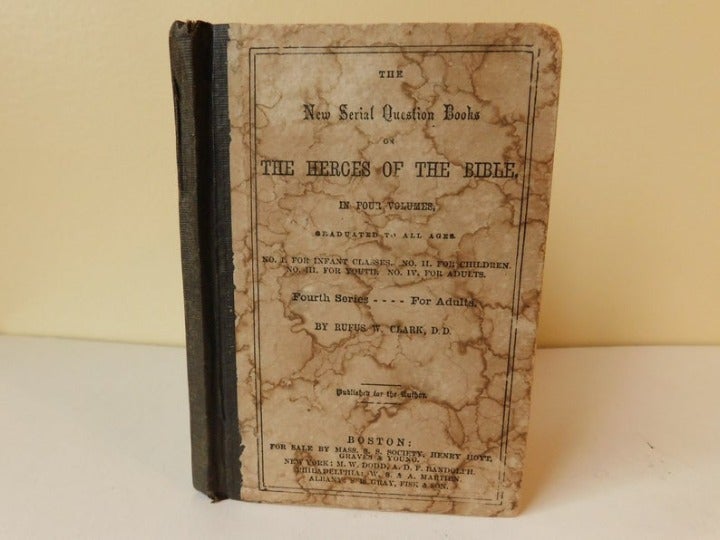 THE
New Serial Question Books
ON
THE HEROES OF THE BIBLE,
IN FOUR VOLUMES,
GRADUATED TO ALL AGES.
NO. I. FOR INFANT CLASSES. NO. II. FOR CHILDREN.
NO. III. FOR YOUTH. NO. IV. FOR ADULTS.
Fourth Series - - - - For Adults.
BY RUFUS W. CLARK, D.D.
Published for the Author.
BOSTON:
FOR SALE BY MASS. S. S. SOCIETY, HENRY HOYT,
GRAVES & YOUNG.
NEW YORK: M. W. DODD, A. D. F. RANDOLPH.
PHILADELPHIA: W. S. & A. MARTIEN.
ALBANY: GRAY, FISK & SON.